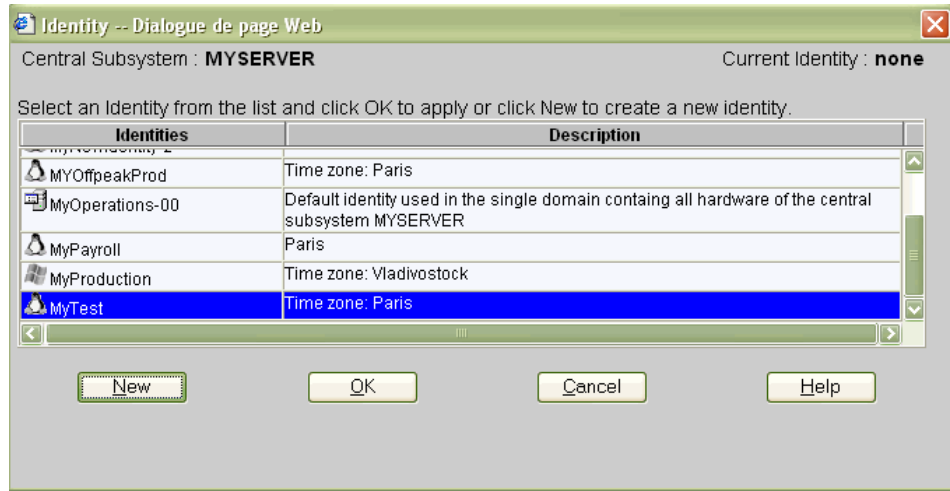 Identity -- Dialogue de page Web
Central Subsystem : MYSERVER Current Identity : none
Select an Identity from the list and click OK to apply or click New to create a new identity.
Identities Description
MYOffpeakProd Time zone: Paris
MyOperations-00 Default identity used in the single domain containg all hardware of the central
subsystem MYSERVER
MyPayroll Paris
MyProduction Time zone: Vladivostock
MyTest Time zone: Paris
New OK Cancel Help